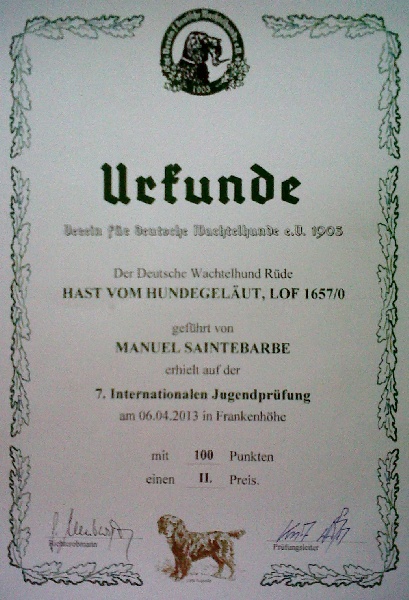 1903
Urkunde
Verein für deutsche Wachtelhunde e.V. 1903
Der Deutsche Wachtelhund Rüde
HAST VOM HUNDEGELÄUT, LOF 1657/0
geführt von
MANUEL SAINTEBARBE
erhielt auf der
7. Internationalen Jugendprüfung
am 06.04.2013 in Frankenhöhe
mit 100 Punkten
einen II. Preis.
Richterobmann
Prüfungsleiter